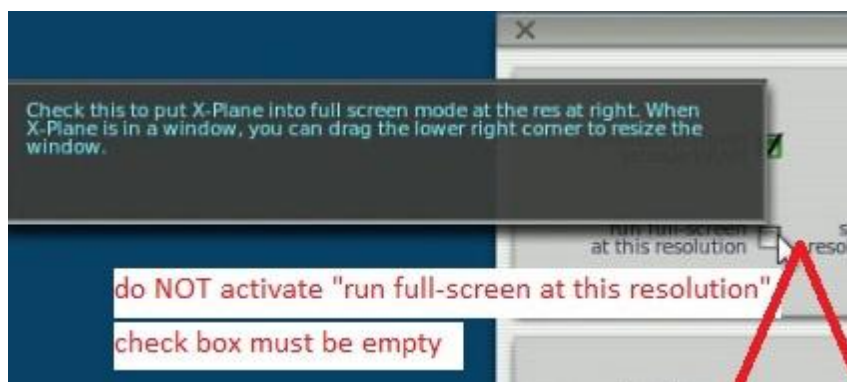 Check this to put X-Plane into full screen mode at the res at right. When
X-Plane is in a window, you can drag the lower right corner to resize the
window.
run full-screen
at this resolution
do NOT activate "run full-screen at this resolution"
check box must be empty